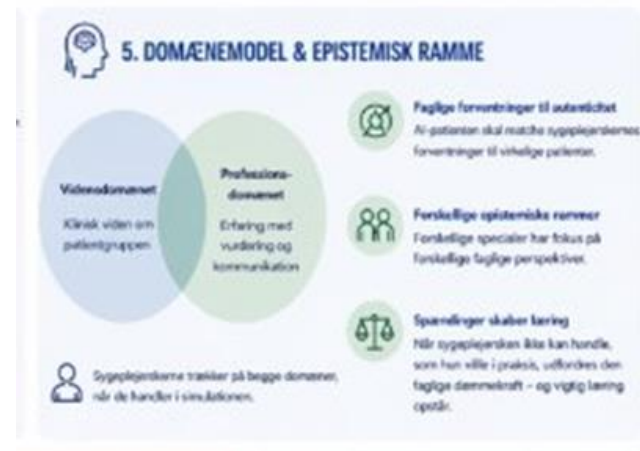 5. DOMÆNEMODEL & EPISTEMISK RAMME
Vidensdomænet
Klinisk viden om
patientgruppen
Professions-
domænet
Erfaring med
vurdering og
kommunikation
Sygeplejerskerne trækker på begge domæner,
når de handler i simulationen.
Faglige forventninger til autenticitet
AI-patienten skal matche sygeplejerskernes
forventninger til virkelige patienter.
Forskellige epistemiske rammer
Forskellige specialer har fokus på
forskellige faglige perspektiver.
Spændinger skaber læring
Når sygeplejersken ikke kan handle,
som hun ville i praksis, udfordres den
faglige dømmekraft – og vigtig læring
opstår.